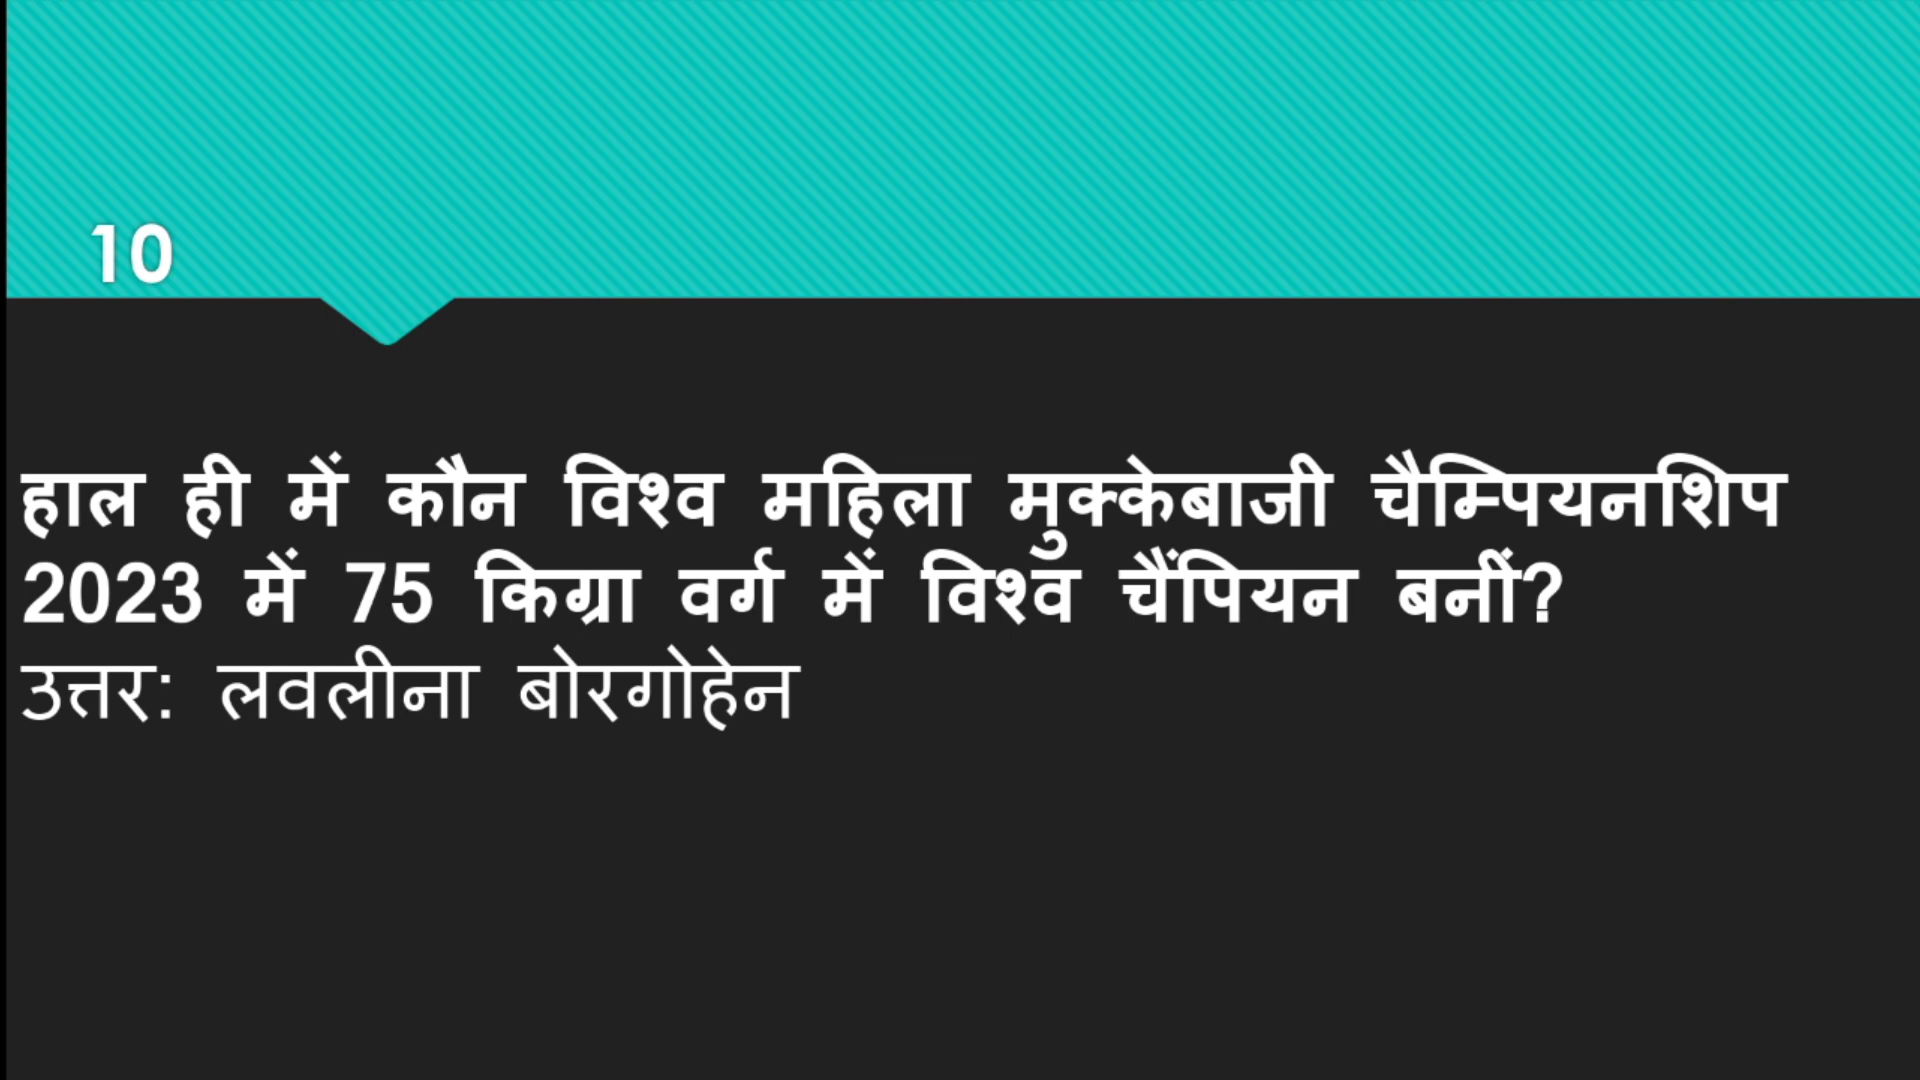 10
हाल ही में कौन विश्व महिला मुक्केबाजी चैम्पियनशिप
2023 में 75 किग्रा वर्ग में विश्व चैंपियन बनीं?
उत्तर: लवलीना बोरगोहेन